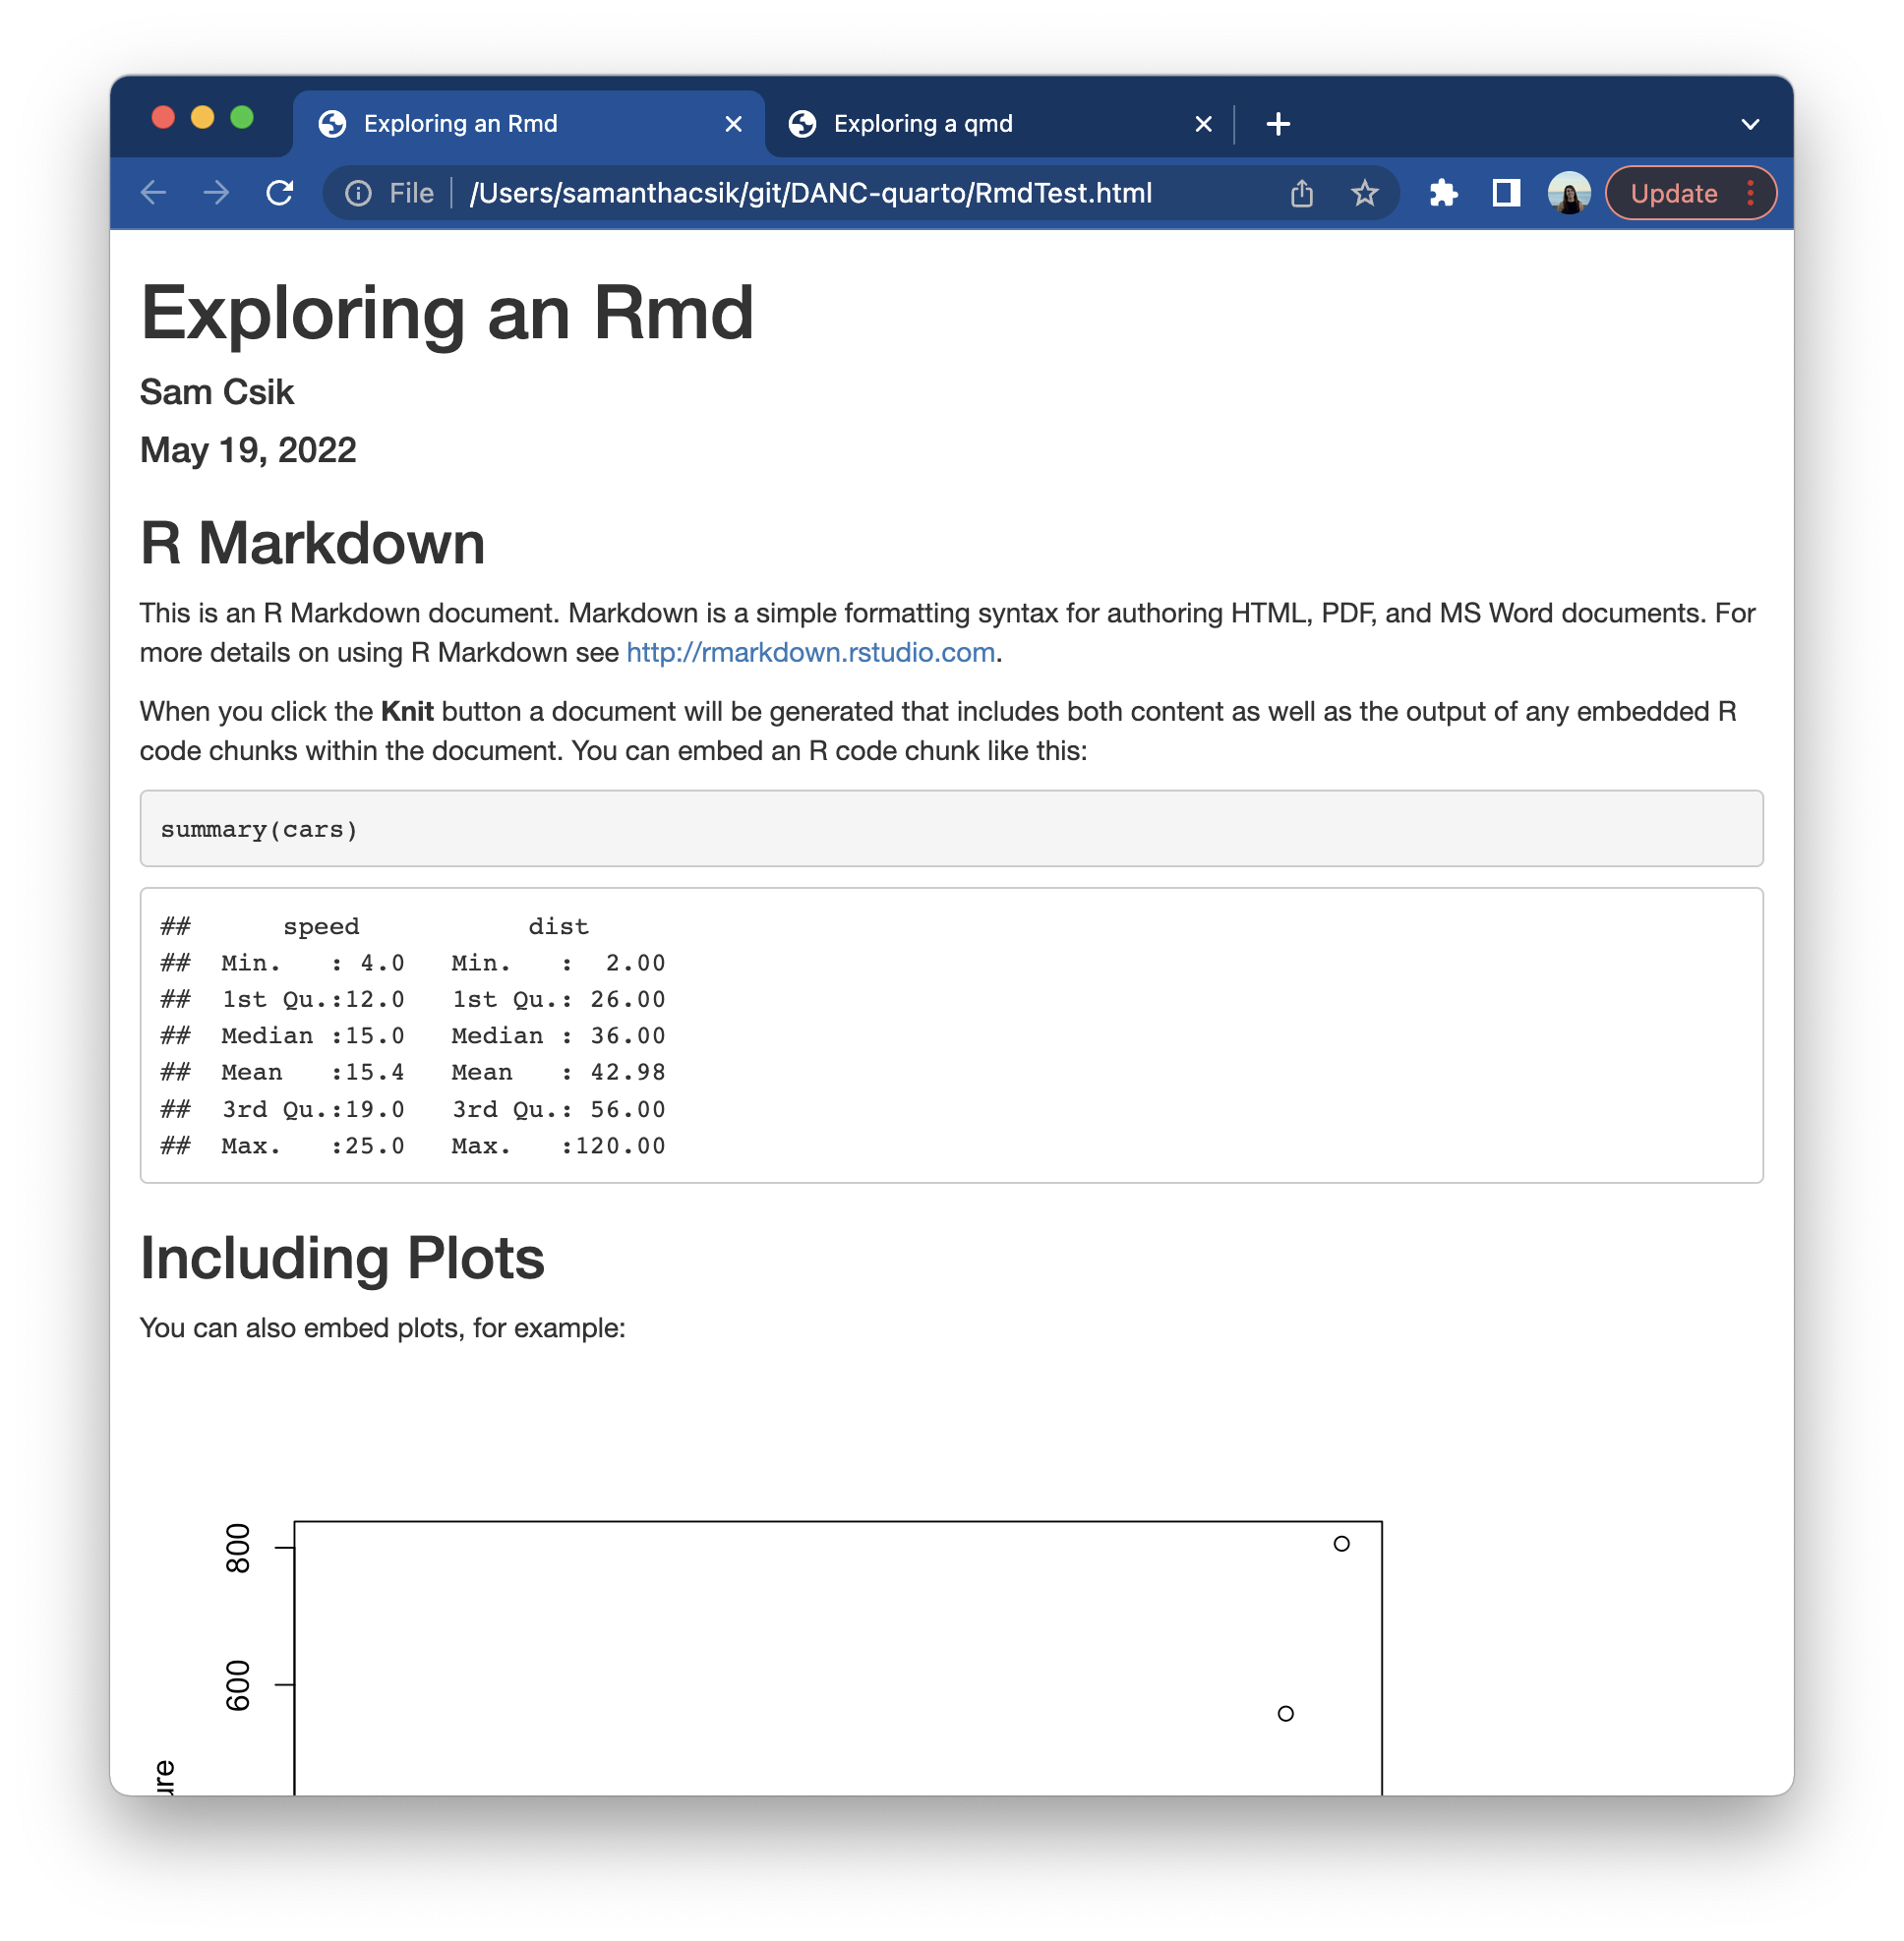 Exploring an Rmd
Exploring a qmd
File
/Users/samanthacsik/git/DANC-quarto/RmdTest.html
Update
Exploring an Rmd
Sam Csik
May 19, 2022
R Markdown
This is an R Markdown document. Markdown is a simple formatting syntax for authoring HTML, PDF, and MS Word documents. For
more details on using R Markdown see http://rmarkdown.rstudio.com.
When you click the Knit button a document will be generated that includes both content as well as the output of any embedded R
code chunks within the document. You can embed an R code chunk like this:
summary(cars)
##      speed           dist
##  Min.   : 4.0   Min.   :  2.00
##  1st Qu.:12.0   1st Qu.: 26.00
##  Median :15.0   Median : 36.00
##  Mean   :15.4   Mean   : 42.98
##  3rd Qu.:19.0   3rd Qu.: 56.00
##  Max.   :25.0   Max.   :120.00
Including Plots
You can also embed plots, for example:
800
600
ure